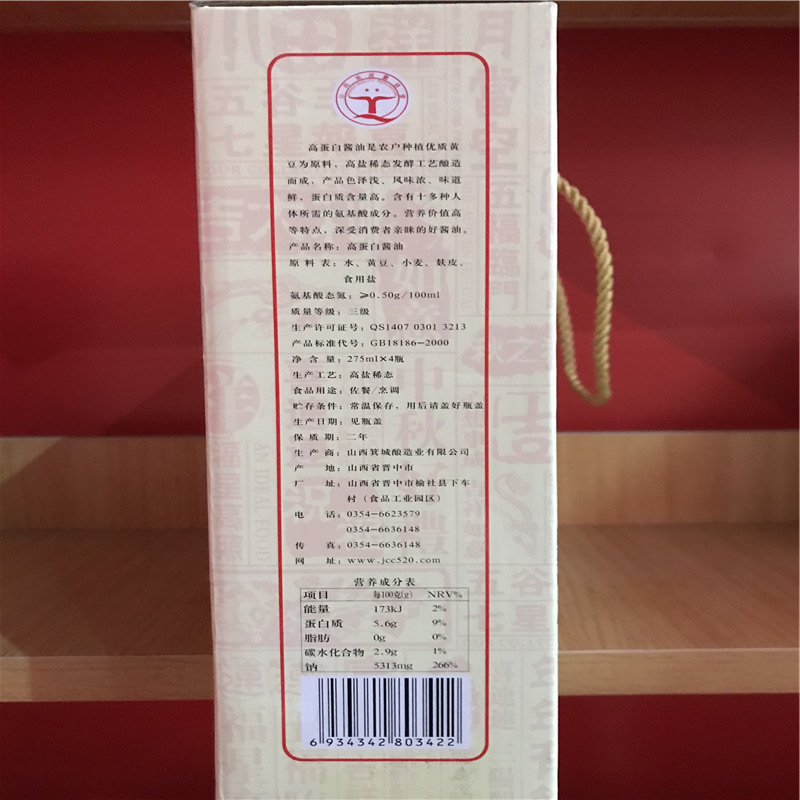 高蛋白酱油是农户种植优质黄
豆为原料、高盐稀态发酵工艺酿造
而成，产品色泽浅、风味浓、味道
鲜，蛋白质含量高。含有十多种人
体所需的氨基酸成分。营养价值高
等特点，深受消费者亲睐的好酱油。
产品名称：高蛋白酱油
原 料 表：水、黄豆、小麦、麸皮、
食用盐
氨基酸态氮：≥0.50g/100ml
质量等级：三级
生产许可证号：QS1407 0301 3213
产品标准代号：GB18186-2000
净 含 量：275ml×4瓶
生产工艺：高盐稀态
食品用途：佐餐/烹调
贮存条件：常温保存、用后请盖好瓶盖
生产日期：见瓶盖
保 质 期：二年
生 产 商：山西箕城酿造业有限公司
产 地：山西省晋中市
厂 址：山西省晋中市榆社县下车
村（食品工业园区）
电 话：0354-6623579
0354-6636148
传 真：0354-6636148
网 址：www.jcc520.com
营养成分表
项目 每100克(g) NRV%
能量 173kJ 2%
蛋白质 5.6g 9%
脂肪 0g 0%
碳水化合物 2.9g 1%
钠 5313mg 266%
6 934342 803422